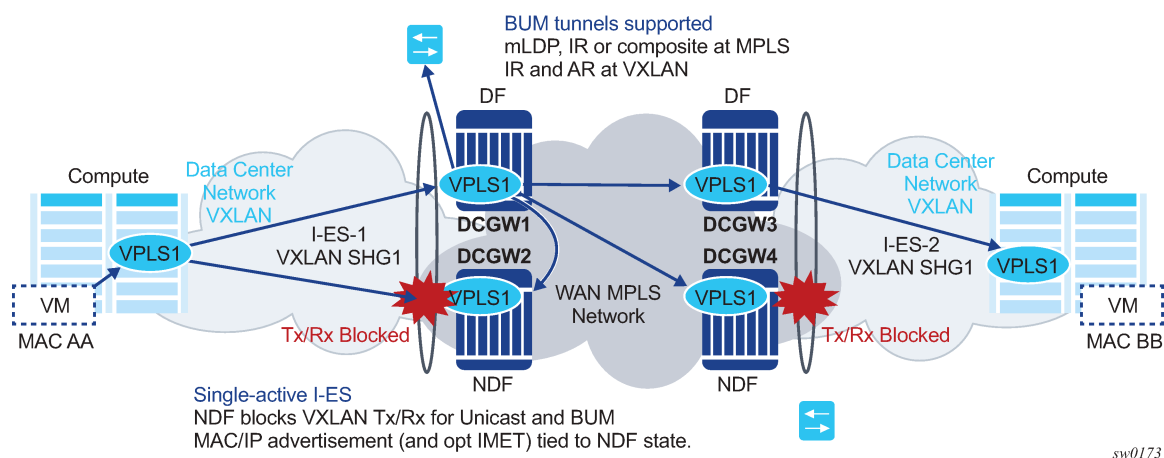 BUM tunnels supported
mLDP, IR or composite at MPLS
IR and AR at VXLAN
DF
DF
Compute
Data Center
Network
VXLAN
VPLS1
VPLS1
Data Center
Network
VXLAN
Compute
DCGW1
DCGW3
VPLS1
I-ES-1
VXLAN SHG1
DCGW2
DCGW4
I-ES-2
VXLAN SHG1
VPLS1
VM
VPLS1
WAN MPLS
Network
VPLS1
VM
MAC AA
Tx/Rx Blocked
Tx/Rx Blocked
MAC BB
NDF
NDF
Single-active I-ES
NDF blocks VXLAN Tx/Rx for Unicast and BUM
MAC/IP advertisement (and opt IMET) tied to NDF state.
sw0173